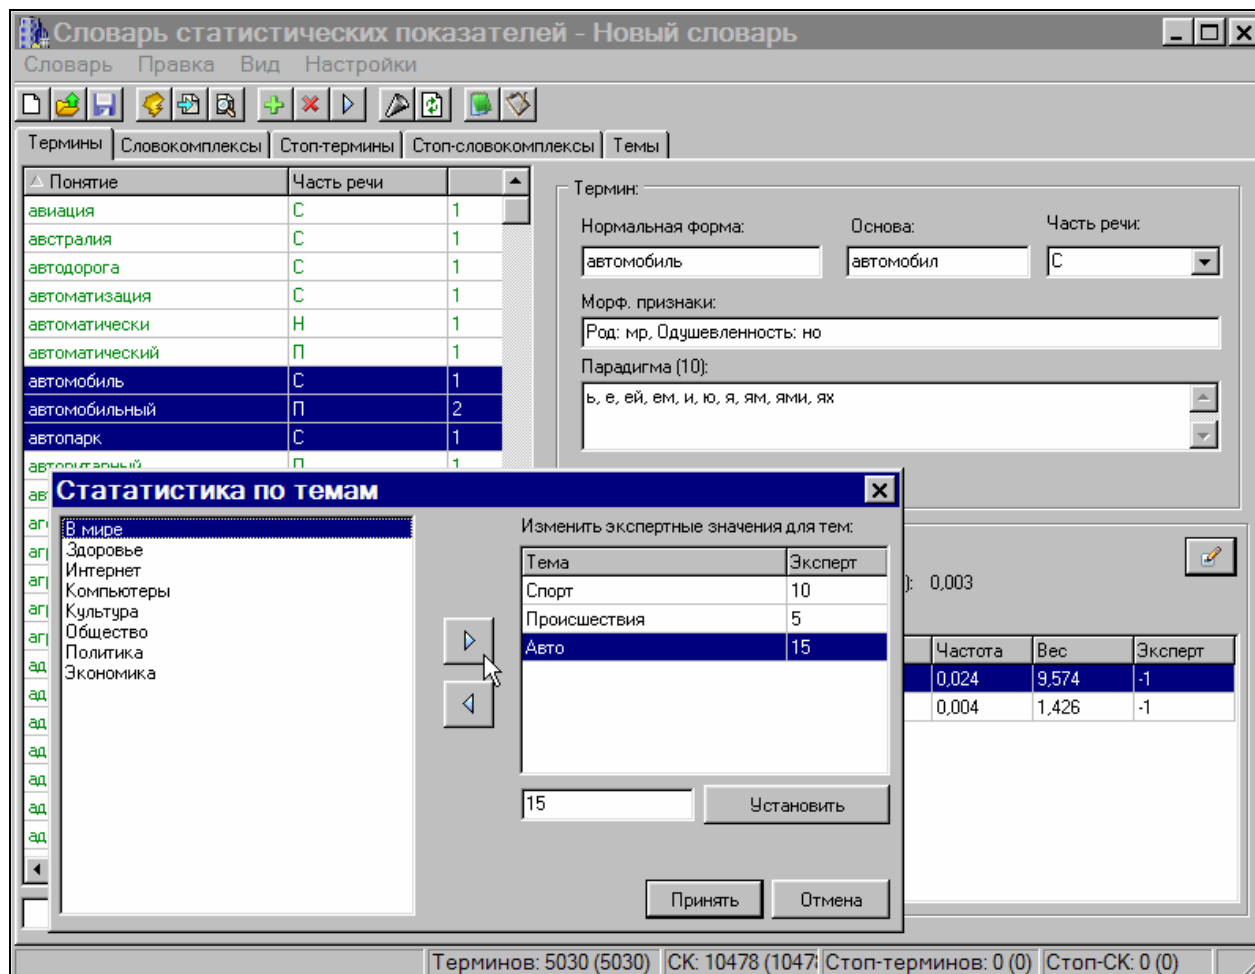 Словарь статистических показателей - Новый словарь
Словарь Правка Вид Настройки
Термины Словокомплексы Стоп-термины Стоп-словокомплексы Темы
Понятие Часть речи
авиация С 1
австралия С 1
автодорога С 1
автоматизация С 1
автоматически Н 1
автоматический П 1
автомобиль С 1
автомобильный П 2
автопарк С 1
авторитарный П 1
Термин:
Нормальная форма: Основа: Часть речи:
автомобиль автомобил С
Морф. признаки:
Род: мр, Одушевленность: но
Парадигма (10):
ь, е, ей, ем, и, ю, я, ям, ями, ях
): 0,003
Частота Вес Эксперт
0,024 9,574 -1
0,004 1,426 -1
Стататистика по темам
В мире
Здоровье
Интернет
Компьютеры
Культура
Общество
Политика
Экономика
Изменить экспертные значения для тем:
Тема Эксперт
Спорт 10
Происшествия 5
Авто 15
15 Установить
Принять Отмена
Терминов: 5030 (5030) СК: 10478 (1047 Стоп-терминов: 0 (0) Стоп-СК: 0 (0)